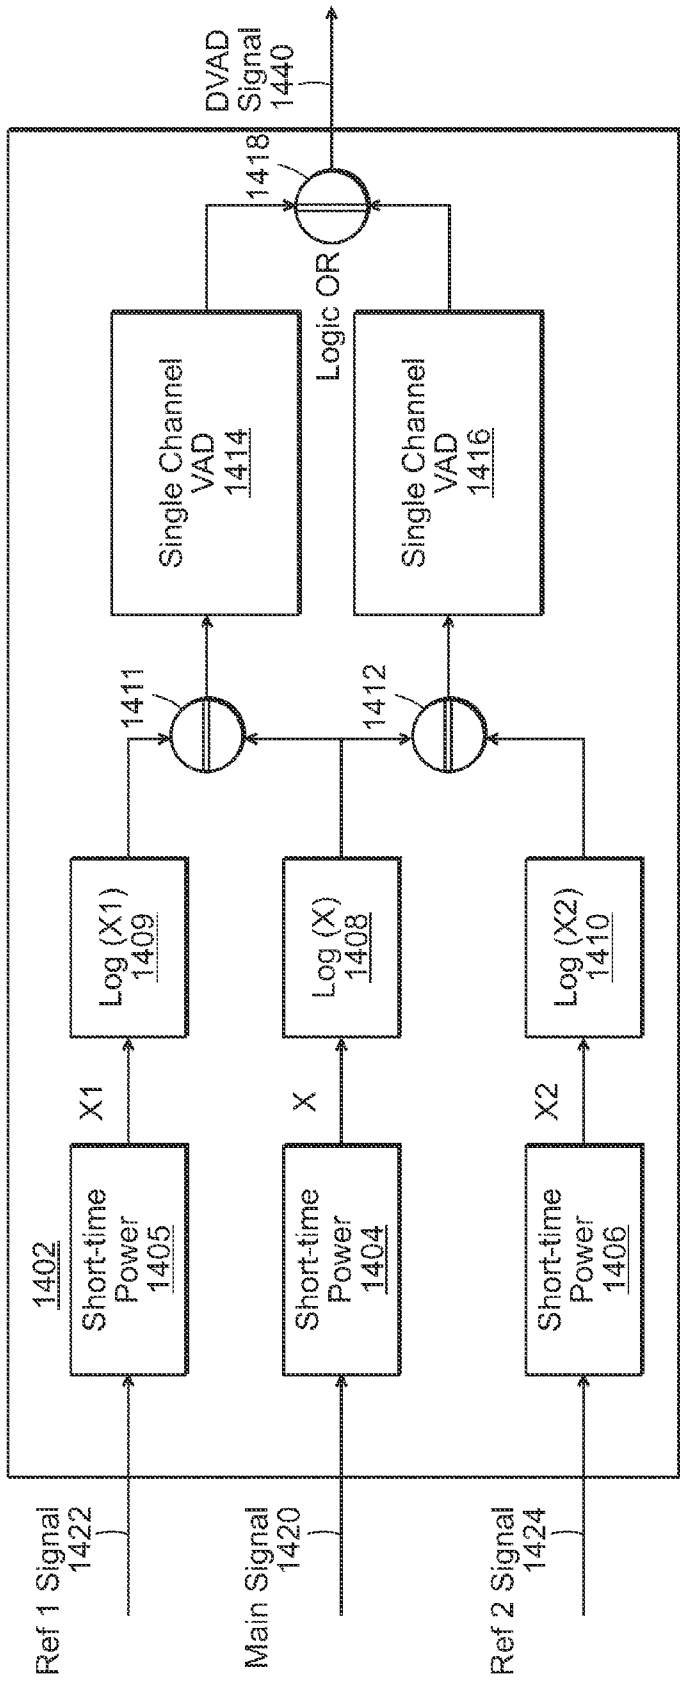 1402
Ref 1 Signal
1422
Short-time
Power
1405
X1
Log (X1)
1409
1411
Single Channel
VAD
1414
Main Signal
1420
Short-time
Power
1404
X
Log (X)
1408
1418
Logic OR
DVAD
Signal
1440
Ref 2 Signal
1424
Short-time
Power
1406
X2
Log (X2)
1410
1412
Single Channel
VAD
1416